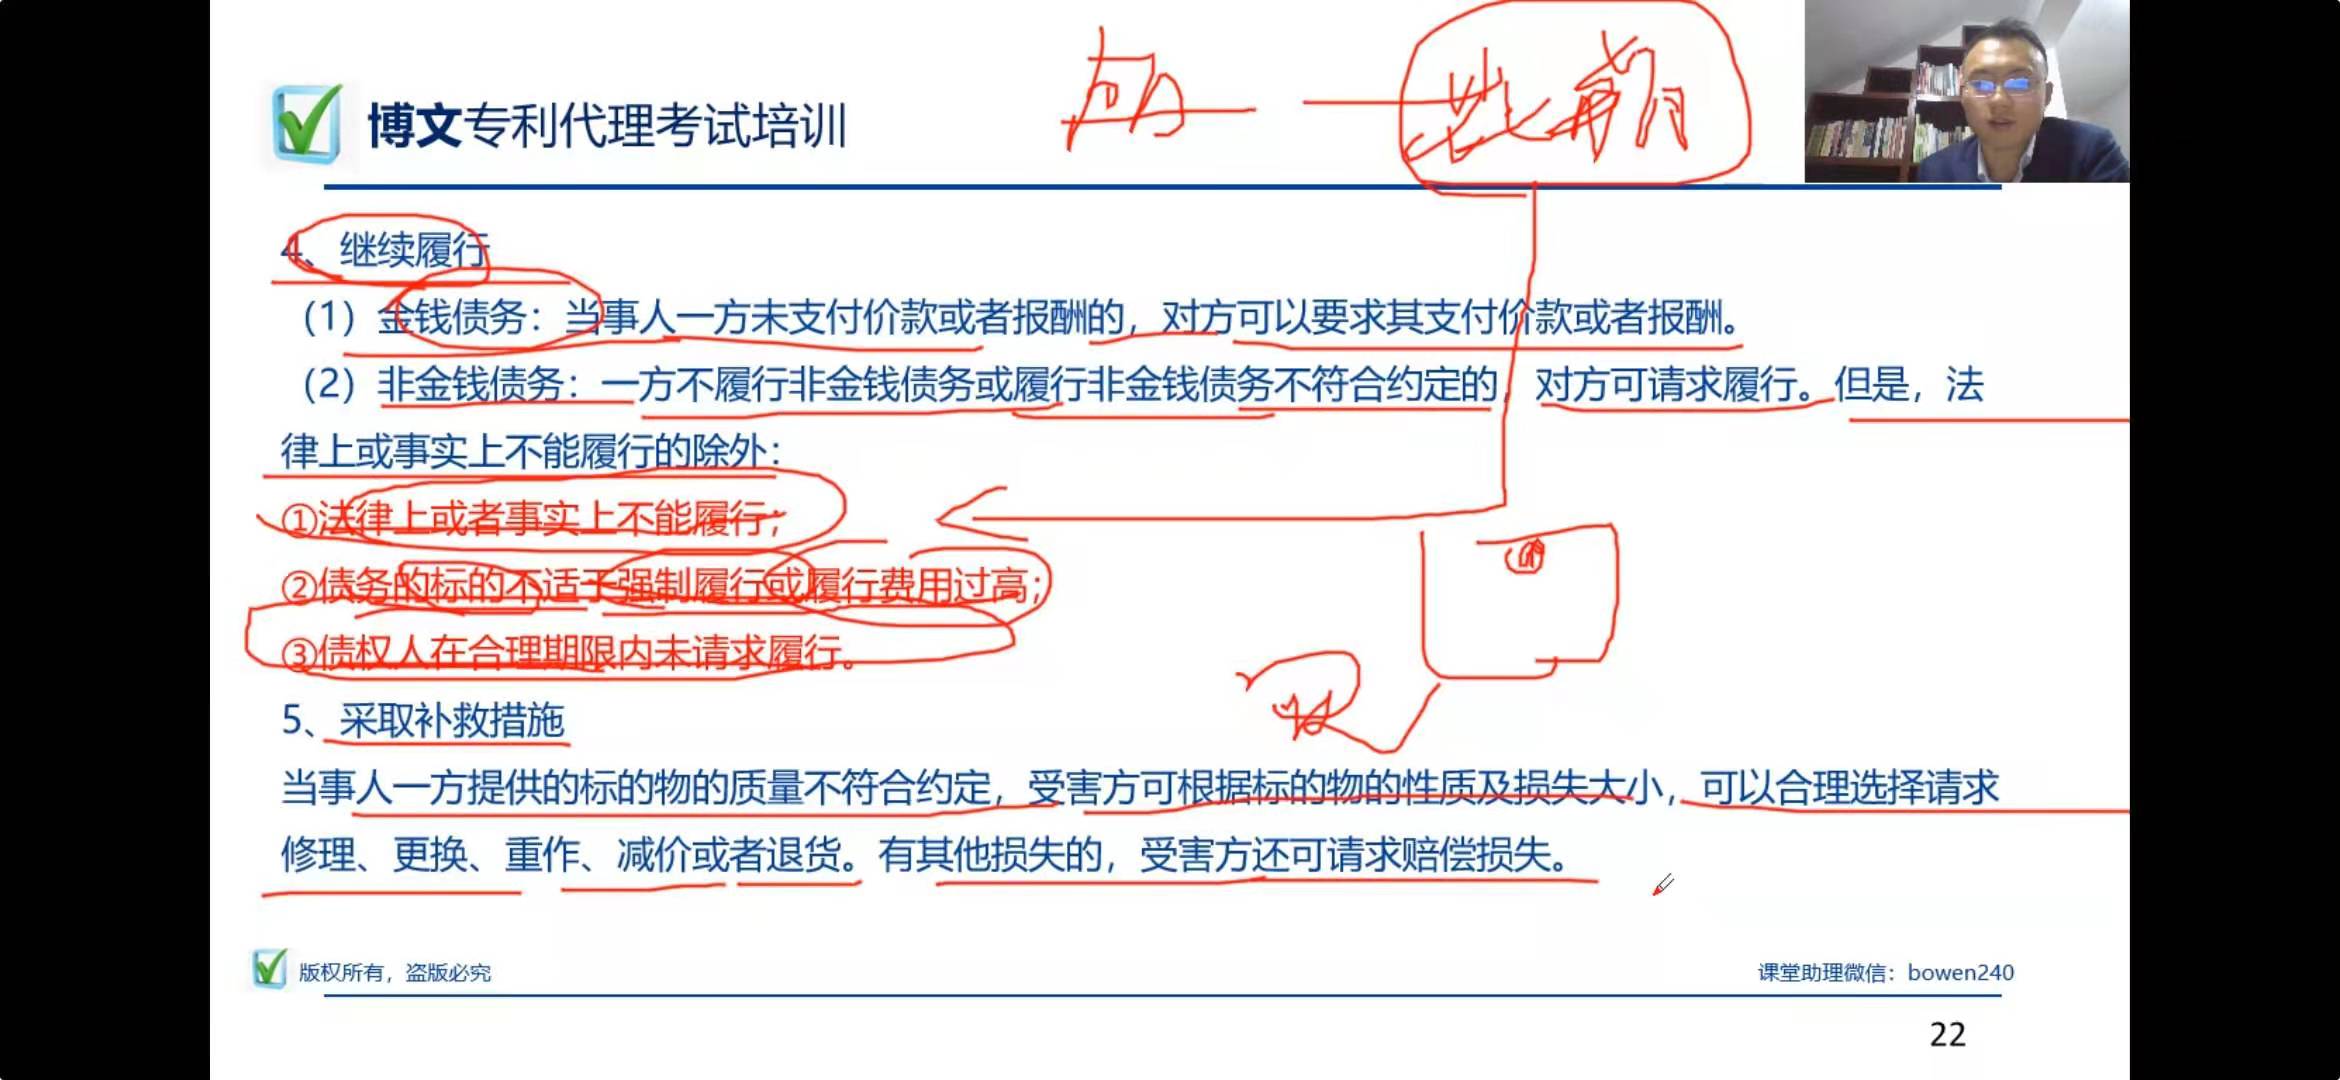 博文专利代理考试培训
4、继续履行
（1）金钱债务：当事人一方未支付价款或者报酬的，对方可以要求其支付价款或者报酬。
（2）非金钱债务：一方不履行非金钱债务或履行非金钱债务不符合约定的，对方可请求履行。但是，法
律上或事实上不能履行的除外：
①法律上或者事实上不能履行；
②债务的标的不适于强制履行或履行费用过高；
③债权人在合理期限内未请求履行。
5、采取补救措施
当事人一方提供的标的物的质量不符合约定，受害方可根据标的物的性质及损失大小，可以合理选择请求
修理、更换、重作、减价或者退货。有其他损失的，受害方还可请求赔偿损失。
版权所有，盗版必究
课堂助理微信：bowen240
22